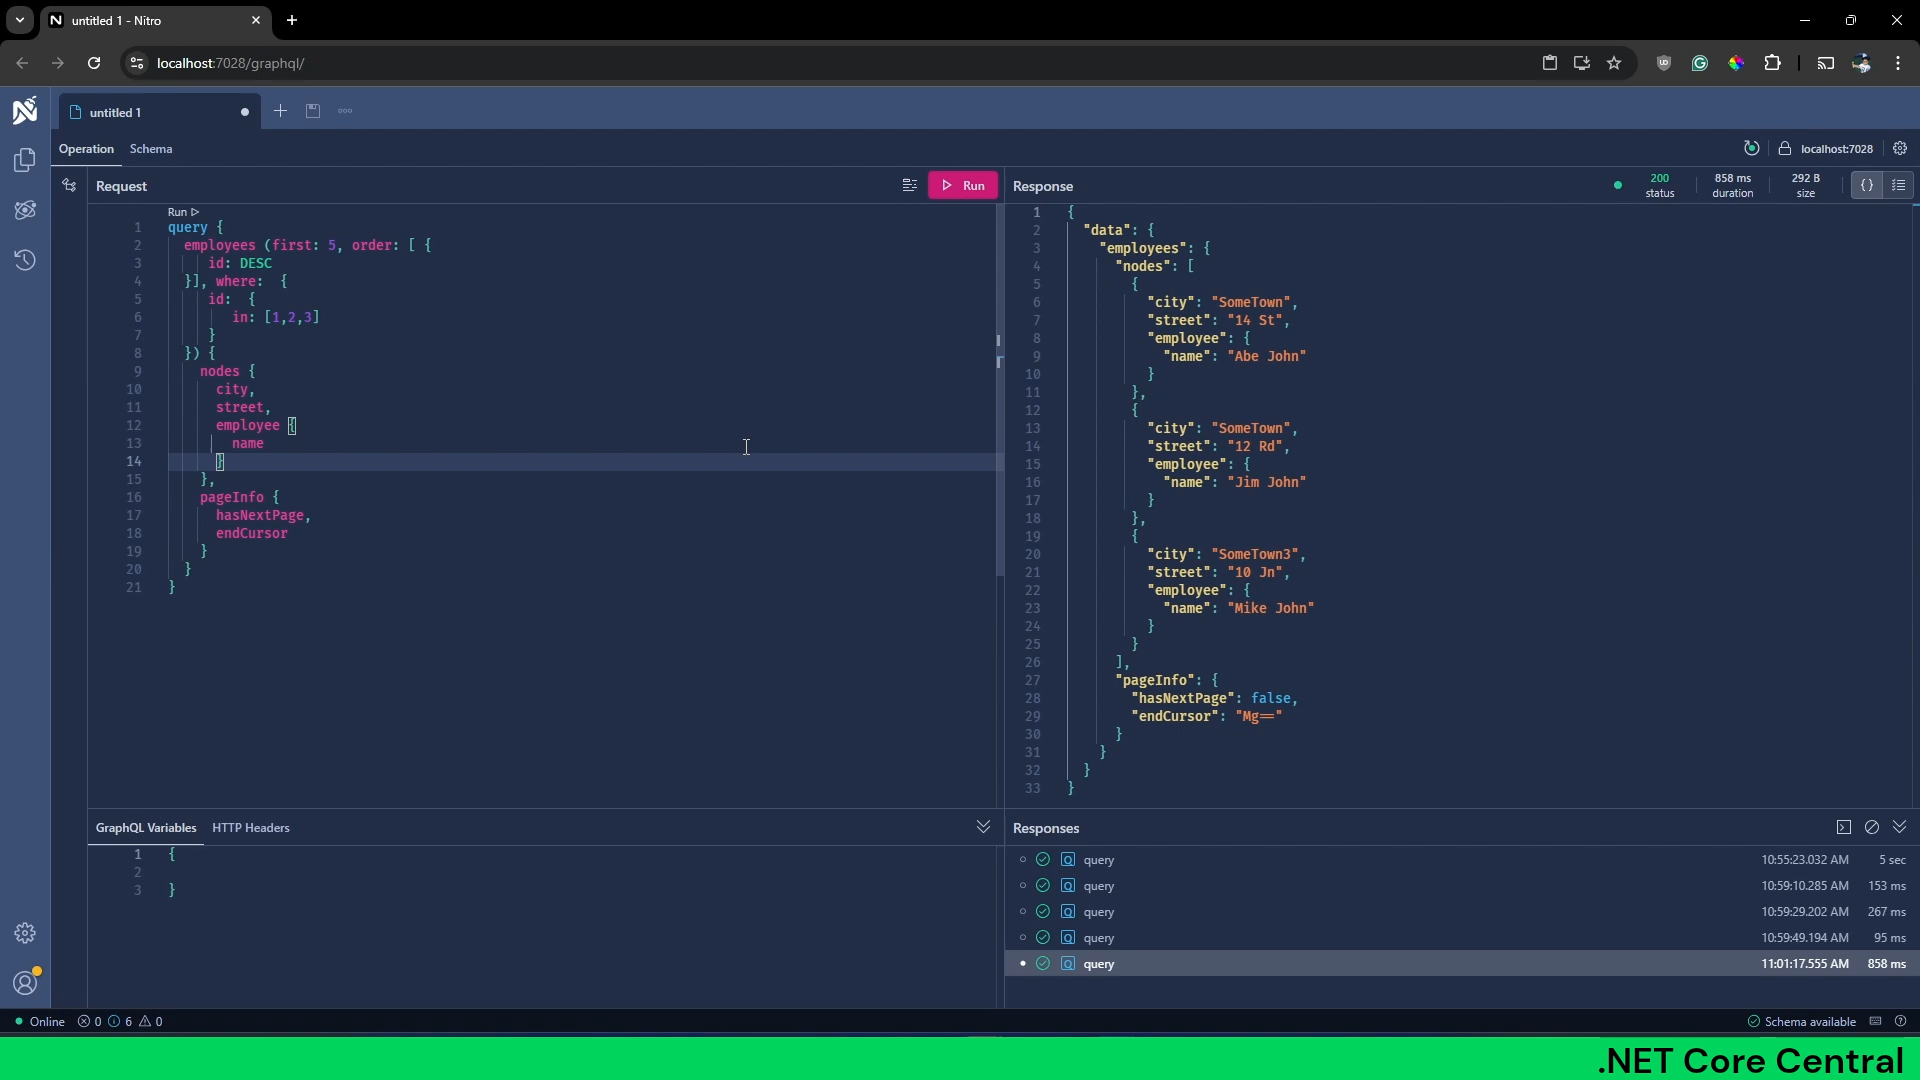 untitled 1 - Nitro
localhost:7028/graphql/
untitled 1
Operation Schema
localhost:7028
Request
Run
Response
200 status
858 ms duration
292 B size
Run
1 query {
2 employees (first: 5, order: [ {
3 id: DESC
4 }], where: {
5 id: {
6 in: [1,2,3]
7 }
8 }) {
9 nodes {
10 city,
11 street,
12 employee {
13 name
14 }
15 },
16 pageInfo {
17 hasNextPage,
18 endCursor
19 }
20 }
21 }
1 {
2 "data": {
3 "employees": {
4 "nodes": [
5 {
6 "city": "SomeTown",
7 "street": "14 St",
8 "employee": {
9 "name": "Abe John"
10 }
11 },
12 {
13 "city": "SomeTown",
14 "street": "12 Rd",
15 "employee": {
16 "name": "Jim John"
17 }
18 },
19 {
20 "city": "SomeTown3",
21 "street": "10 Jn",
22 "employee": {
23 "name": "Mike John"
24 }
25 }
26 ],
27 "pageInfo": {
28 "hasNextPage": false,
29 "endCursor": "Mg=="
30 }
31 }
32 }
33 }
GraphQL Variables HTTP Headers
1 {
2
3 }
Responses
Q query 10:55:23.032 AM 5 sec
Q query 10:59:10.285 AM 153 ms
Q query 10:59:29.202 AM 267 ms
Q query 10:59:49.194 AM 95 ms
Q query 11:01:17.555 AM 858 ms
Online 0 6 0
Schema available
.NET Core Central